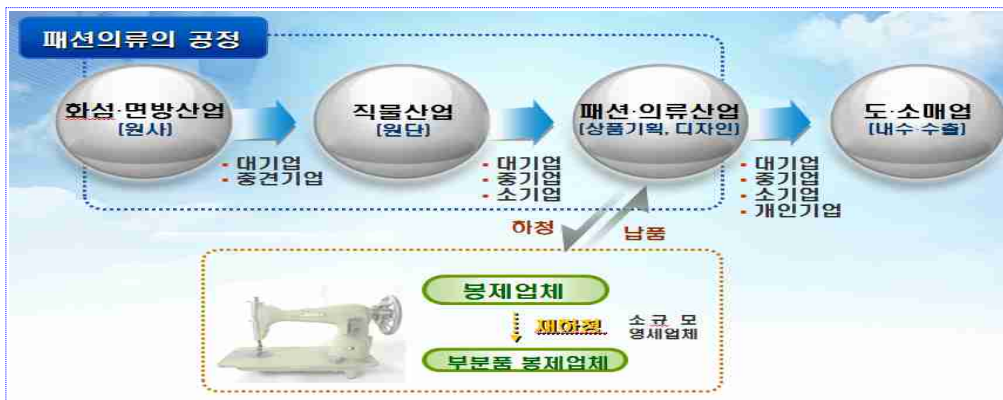 패션의류의 공정
화섬·면방산업
(원사)
직물산업
(원단)
패션·의류산업
(상품기획, 디자인)
도·소매업
(내수·수출)
대기업
중견기업
대기업
중기업
소기업
대기업
중기업
소기업
개인기업
하청
납품
봉제업체
재하청
소규모
영세업체
부분품 봉제업체